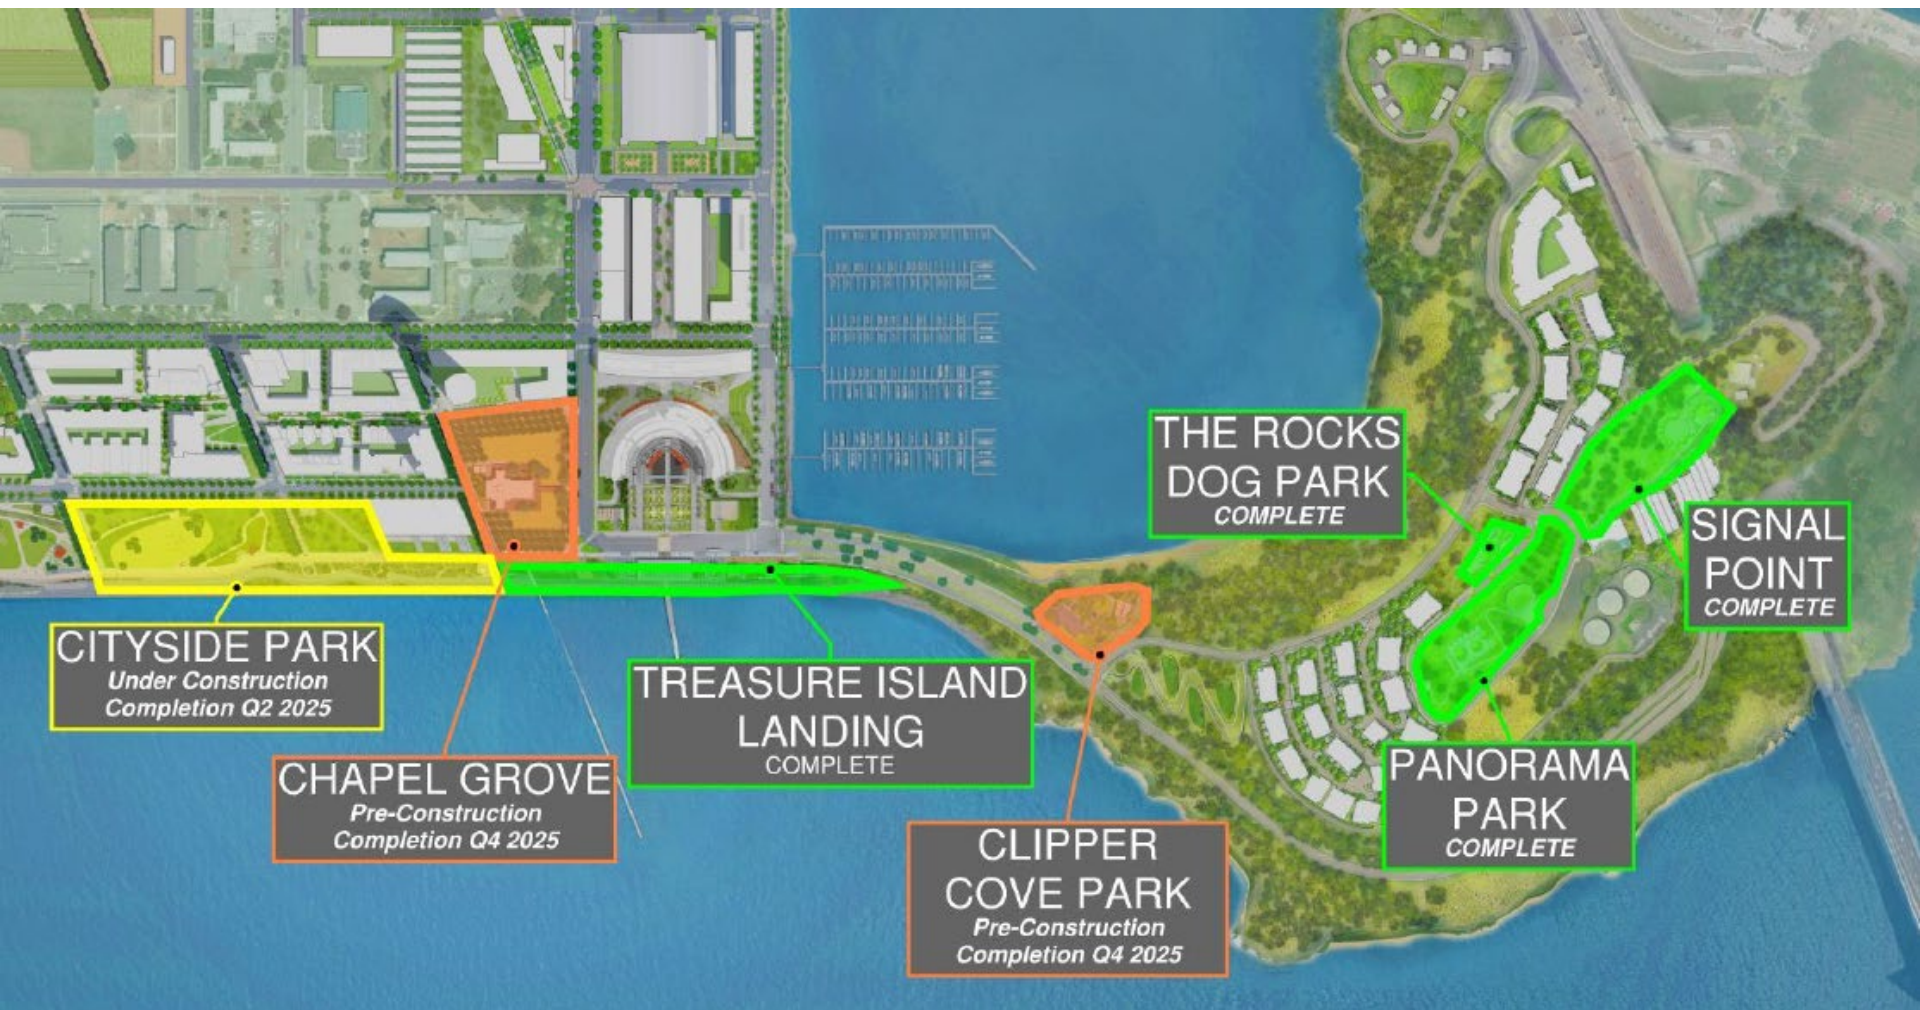 THE ROCKS
DOG PARK
COMPLETE
SIGNAL
POINT
COMPLETE
CITYSIDE PARK
Under Construction
Completion Q2 2025
TREASURE ISLAND
LANDING
COMPLETE
CHAPEL GROVE
Pre-Construction
Completion Q4 2025
PANORAMA
PARK
COMPLETE
CLIPPER
COVE PARK
Pre-Construction
Completion Q4 2025